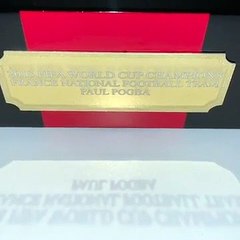 2018 FIFA WORLD CUP CHAMPIONS
FRANCE NATIONAL FOOTBALL TEAM
PAUL POGBA